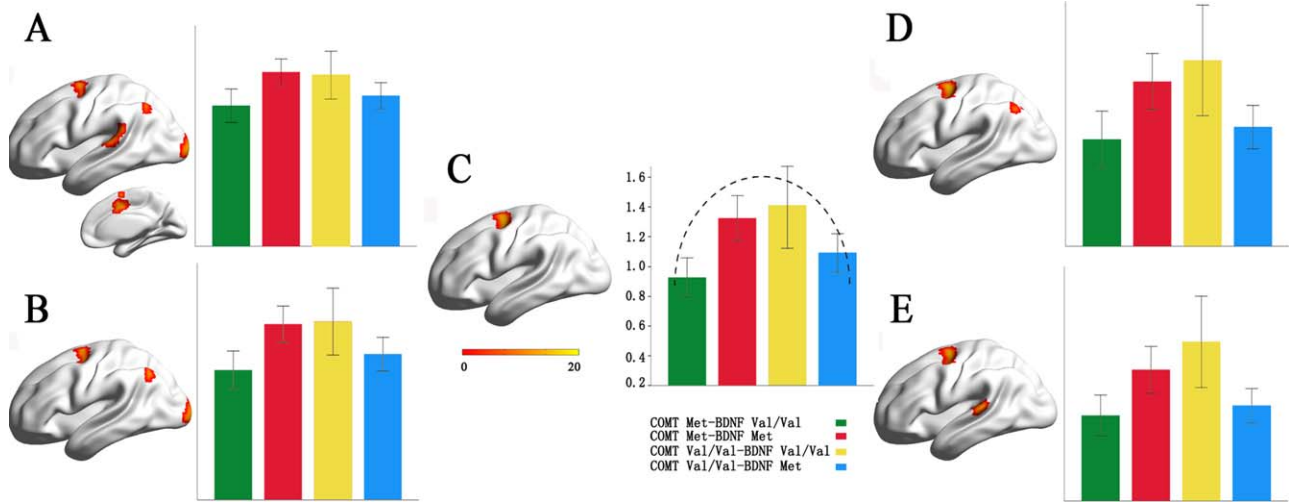 A
B
C
D
E
1.6
1.4
1.2
1.0
0.8
0.6
0.4
0.2
0 20
COMT Met-BDNF Val/Val
COMT Met-BDNF Met
COMT Val/Val-BDNF Val/Val
COMT Val/Val-BDNF Met